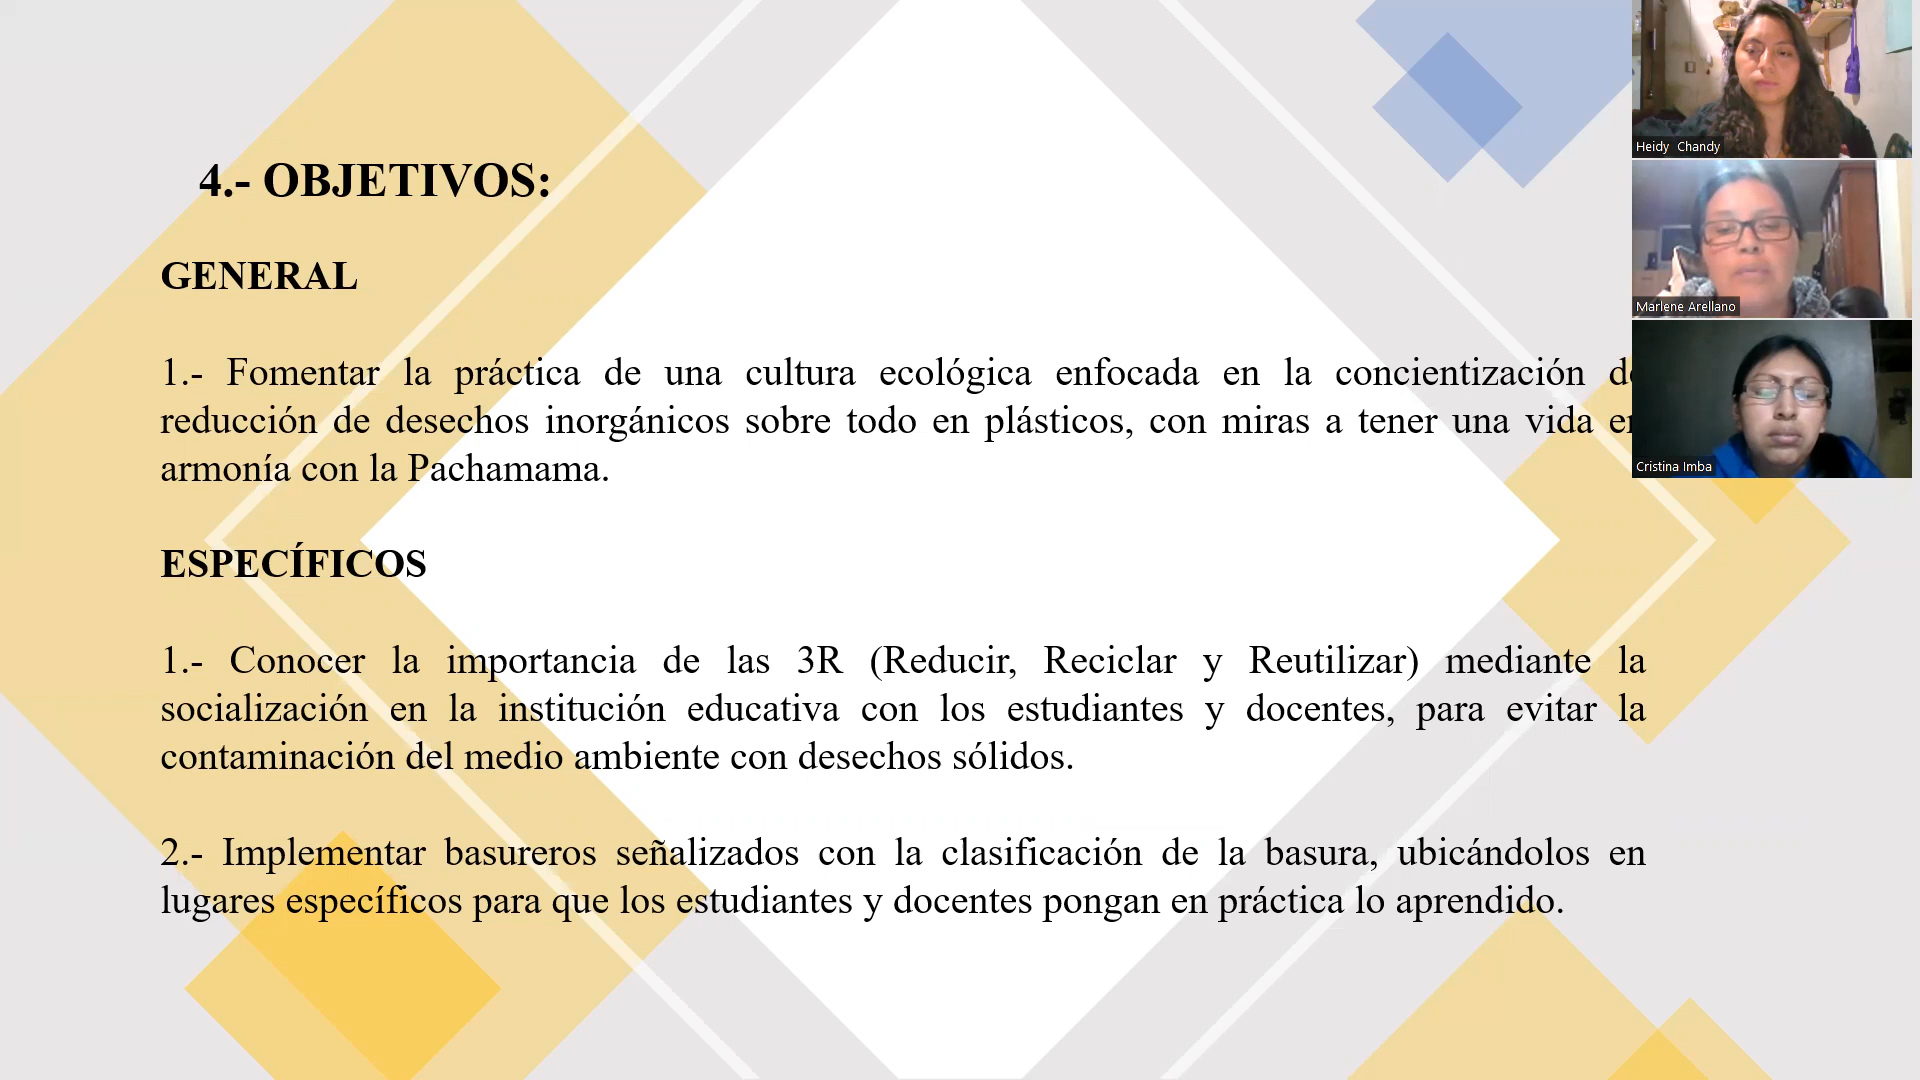 4.- OBJETIVOS:
GENERAL
1.- Fomentar la práctica de una cultura ecológica enfocada en la concientización de
reducción de desechos inorgánicos sobre todo en plásticos, con miras a tener una vida en
armonía con la Pachamama.
ESPECÍFICOS
1.- Conocer la importancia de las 3R (Reducir, Reciclar y Reutilizar) mediante la
socialización en la institución educativa con los estudiantes y docentes, para evitar la
contaminación del medio ambiente con desechos sólidos.
2.- Implementar basureros señalizados con la clasificación de la basura, ubicándolos en
lugares específicos para que los estudiantes y docentes pongan en práctica lo aprendido.
Heidy Chandy
Marlene Arellano
Cristina Imba